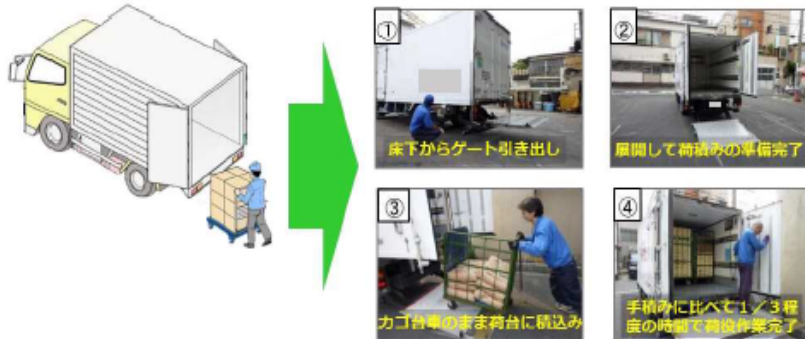 ①
床下からゲート引き出し
②
展開して荷積みの準備完了
③
カゴ台車のまま荷台に積込み
④
手積みに比べて１／３程
度の時間で荷役作業完了